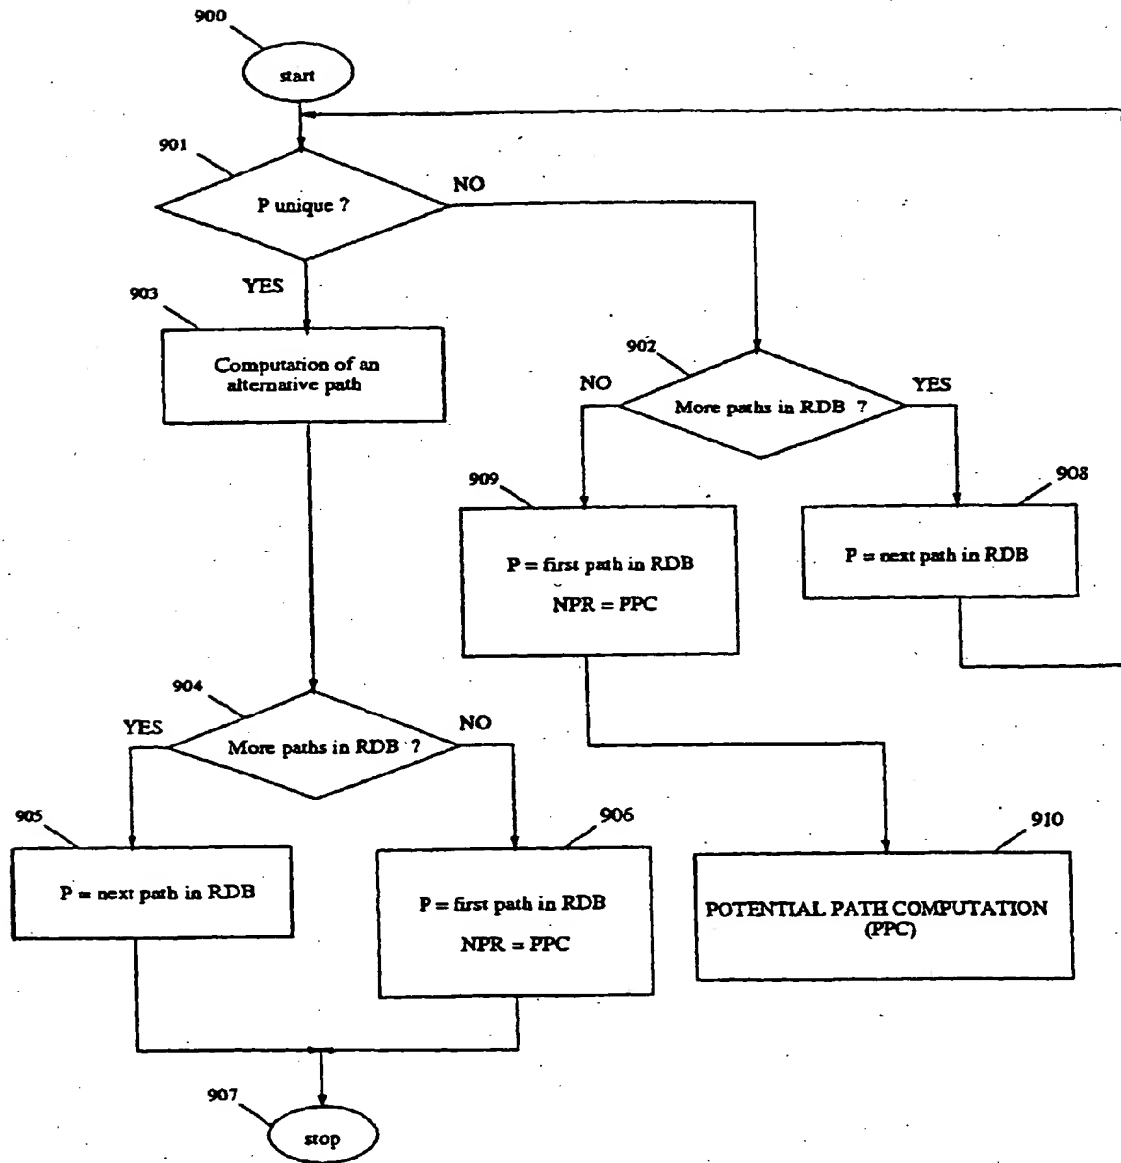 900
start
901
P unique ?
NO
YES
903
Computation of an
alternative path
902
NO
YES
More paths in RDB ?
909
908
P = first path in RDB
NPR = PPC
P = next path in RDB
904
YES
NO
More paths in RDB ?
905
906
910
P = next path in RDB
P = first path in RDB
NPR = PPC
POTENTIAL PATH COMPUTATION
(PPC)
907
stop